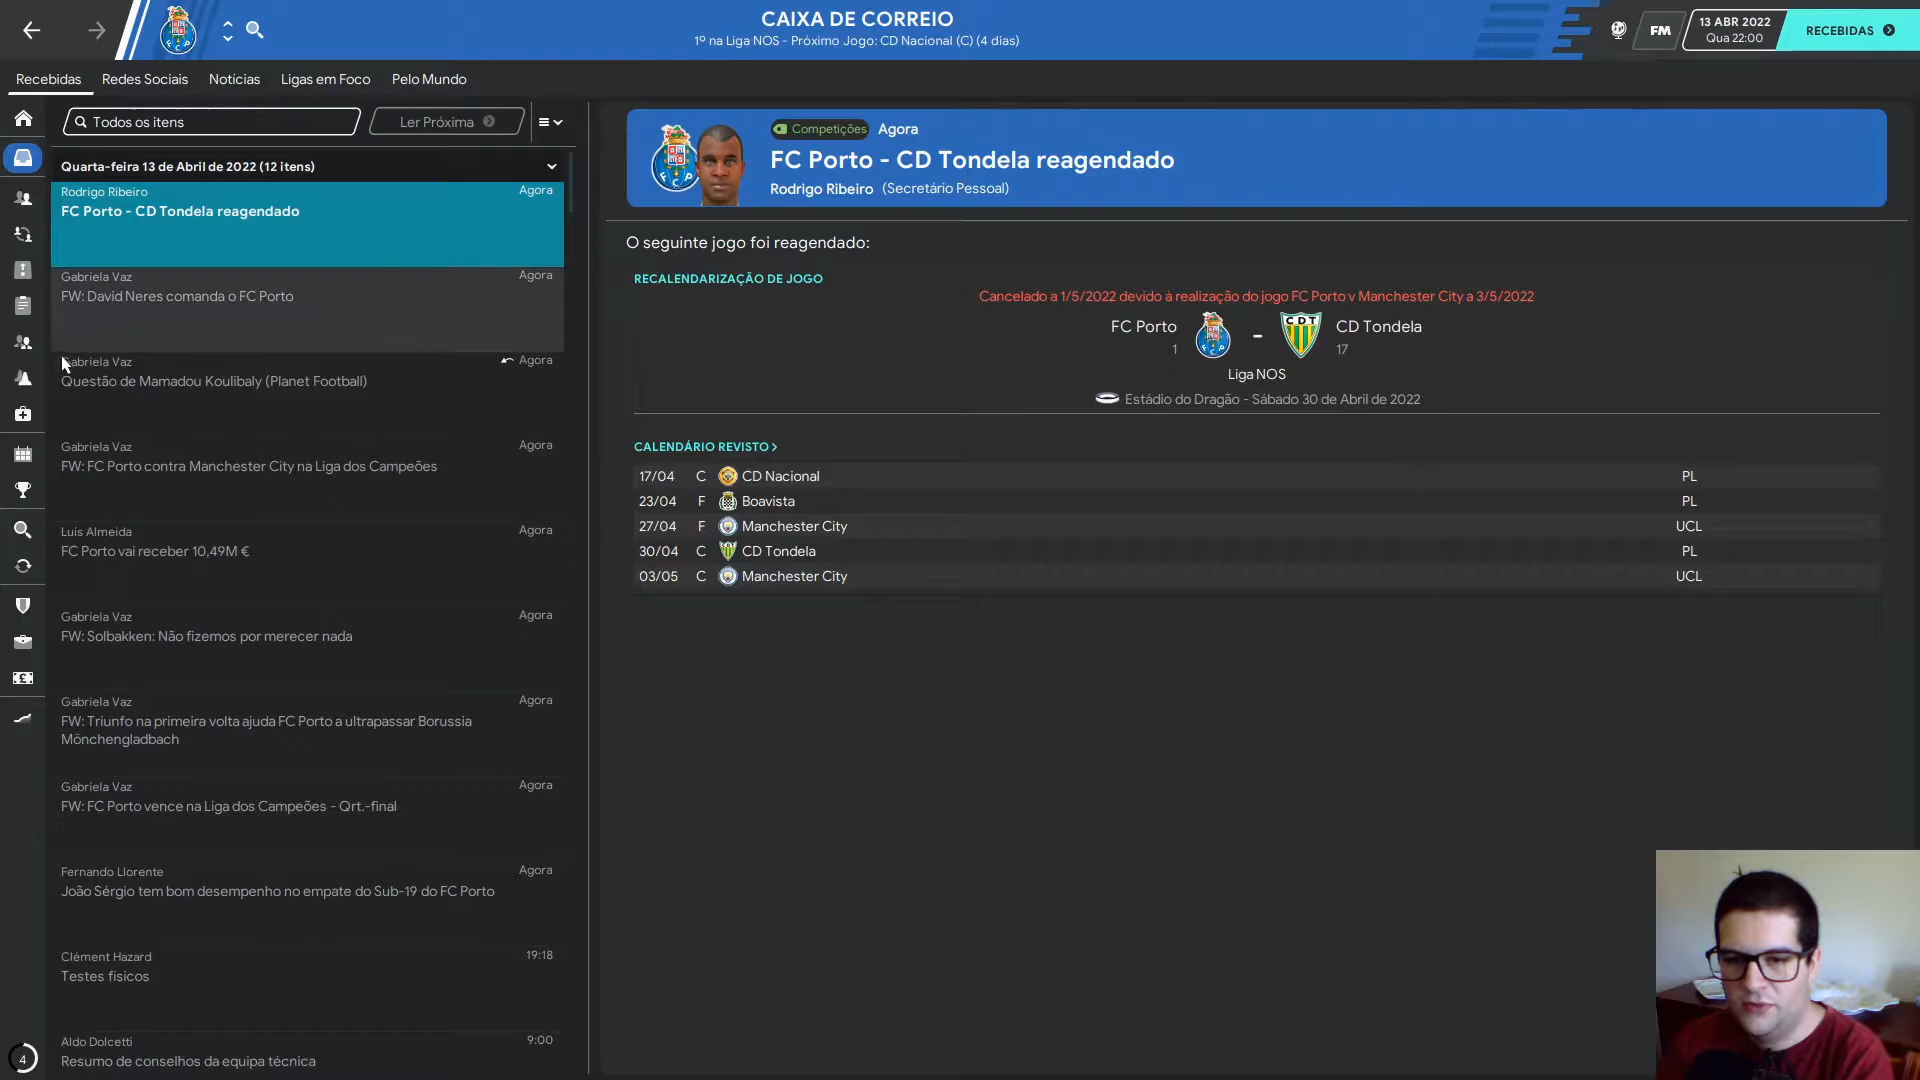 CAIXA DE CORREIO
1º na Liga NOS - Próximo Jogo: CD Nacional (C) (4 dias)
FM
13 ABR 2022
Qua 22:00
RECEBIDAS
Recebidas
Redes Sociais
Notícias
Ligas em Foco
Pelo Mundo
Todos os itens
Ler Próxima
Quarta-feira 13 de Abril de 2022 (12 itens)
Rodrigo Ribeiro
Agora
FC Porto - CD Tondela reagendado
Gabriela Vaz
Agora
FW: David Neres comanda o FC Porto
Gabriela Vaz
Agora
Questão de Mamadou Koulibaly (Planet Football)
Gabriela Vaz
Agora
FW: FC Porto contra Manchester City na Liga dos Campeões
Luís Almeida
Agora
FC Porto vai receber 10,49M €
Gabriela Vaz
Agora
FW: Solbakken: Não fizemos por merecer nada
Gabriela Vaz
Agora
FW: Triunfo na primeira volta ajuda FC Porto a ultrapassar Borussia
Mönchengladbach
Gabriela Vaz
Agora
FW: FC Porto vence na Liga dos Campeões - Qrt.-final
Fernando Llorente
Agora
João Sérgio tem bom desempenho no empate do Sub-19 do FC Porto
Clément Hazard
19:18
Testes físicos
Aldo Dolcetti
9:00
Resumo de conselhos da equipa técnica
4
Competições
Agora
FC Porto - CD Tondela reagendado
Rodrigo Ribeiro (Secretário Pessoal)
O seguinte jogo foi reagendado:
RECALENDARIZAÇÃO DE JOGO
Cancelado a 1/5/2022 devido à realização do jogo FC Porto v Manchester City a 3/5/2022
FC Porto - CD Tondela
1 17
CDT
Liga NOS
Estádio do Dragão - Sábado 30 de Abril de 2022
CALENDÁRIO REVISTO
17/04 C CD Nacional PL
23/04 F Boavista PL
27/04 F Manchester City UCL
30/04 C CD Tondela PL
03/05 C Manchester City UCL